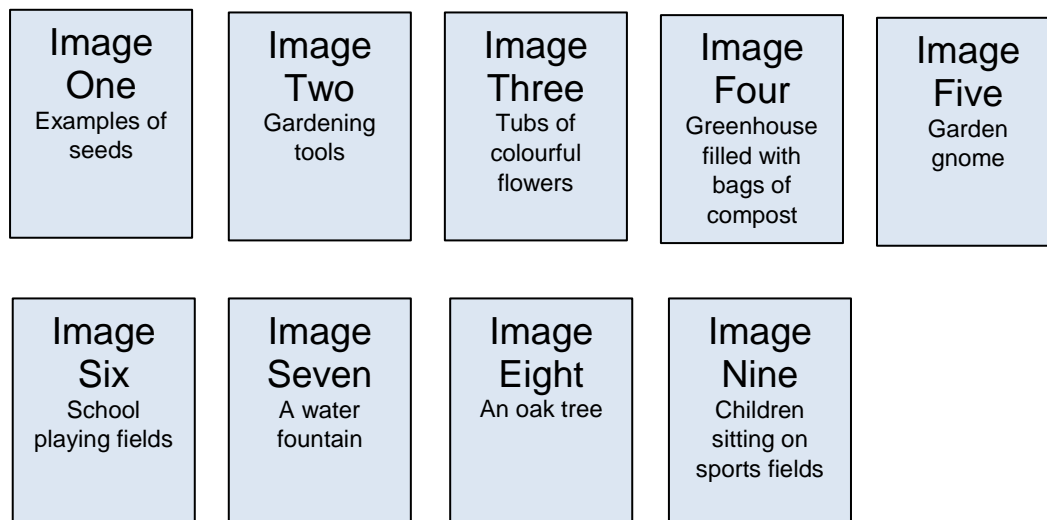 Image
One
Examples of
seeds
Image
Two
Gardening
tools
Image
Three
Tubs of
colourful
flowers
Image
Four
Greenhouse
filled with
bags of
compost
Image
Five
Garden
gnome
Image
Six
School
playing fields
Image
Seven
A water
fountain
Image
Eight
An oak tree
Image
Nine
Children
sitting on
sports fields